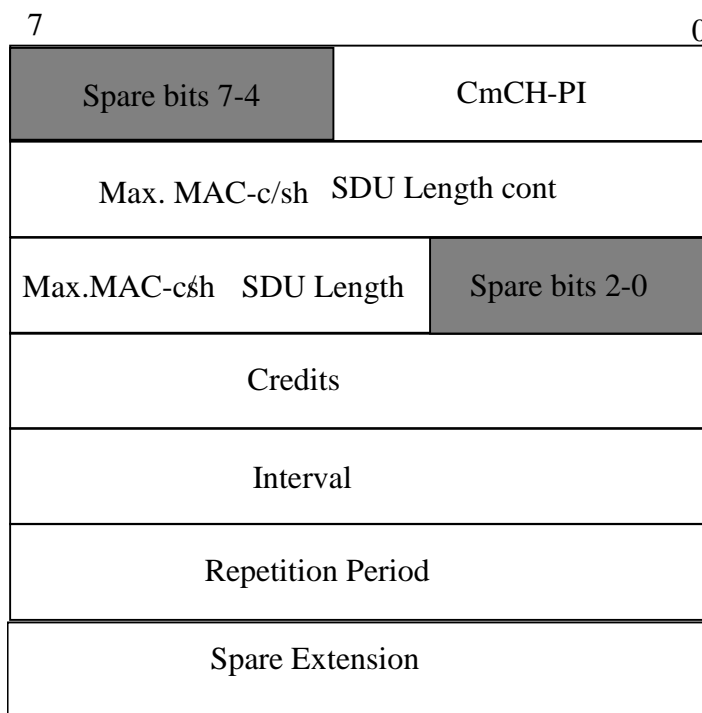 7 0
Spare bits 7-4 CmCH-PI
Max. MAC-c/sh SDU Length cont
Max.MAC-c/sh SDU Length Spare bits 2-0
Credits
Interval
Repetition Period
Spare Extension